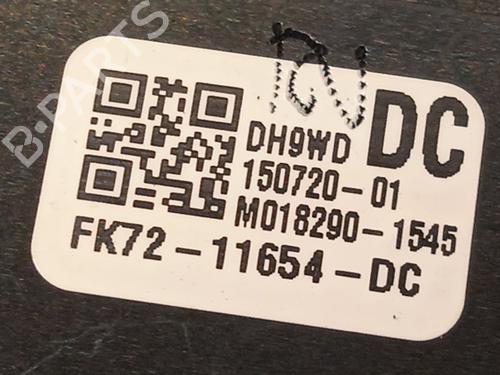 B-PARTS
DH9WD DC
150720-01
M018290-1545
FK72-11654-DC